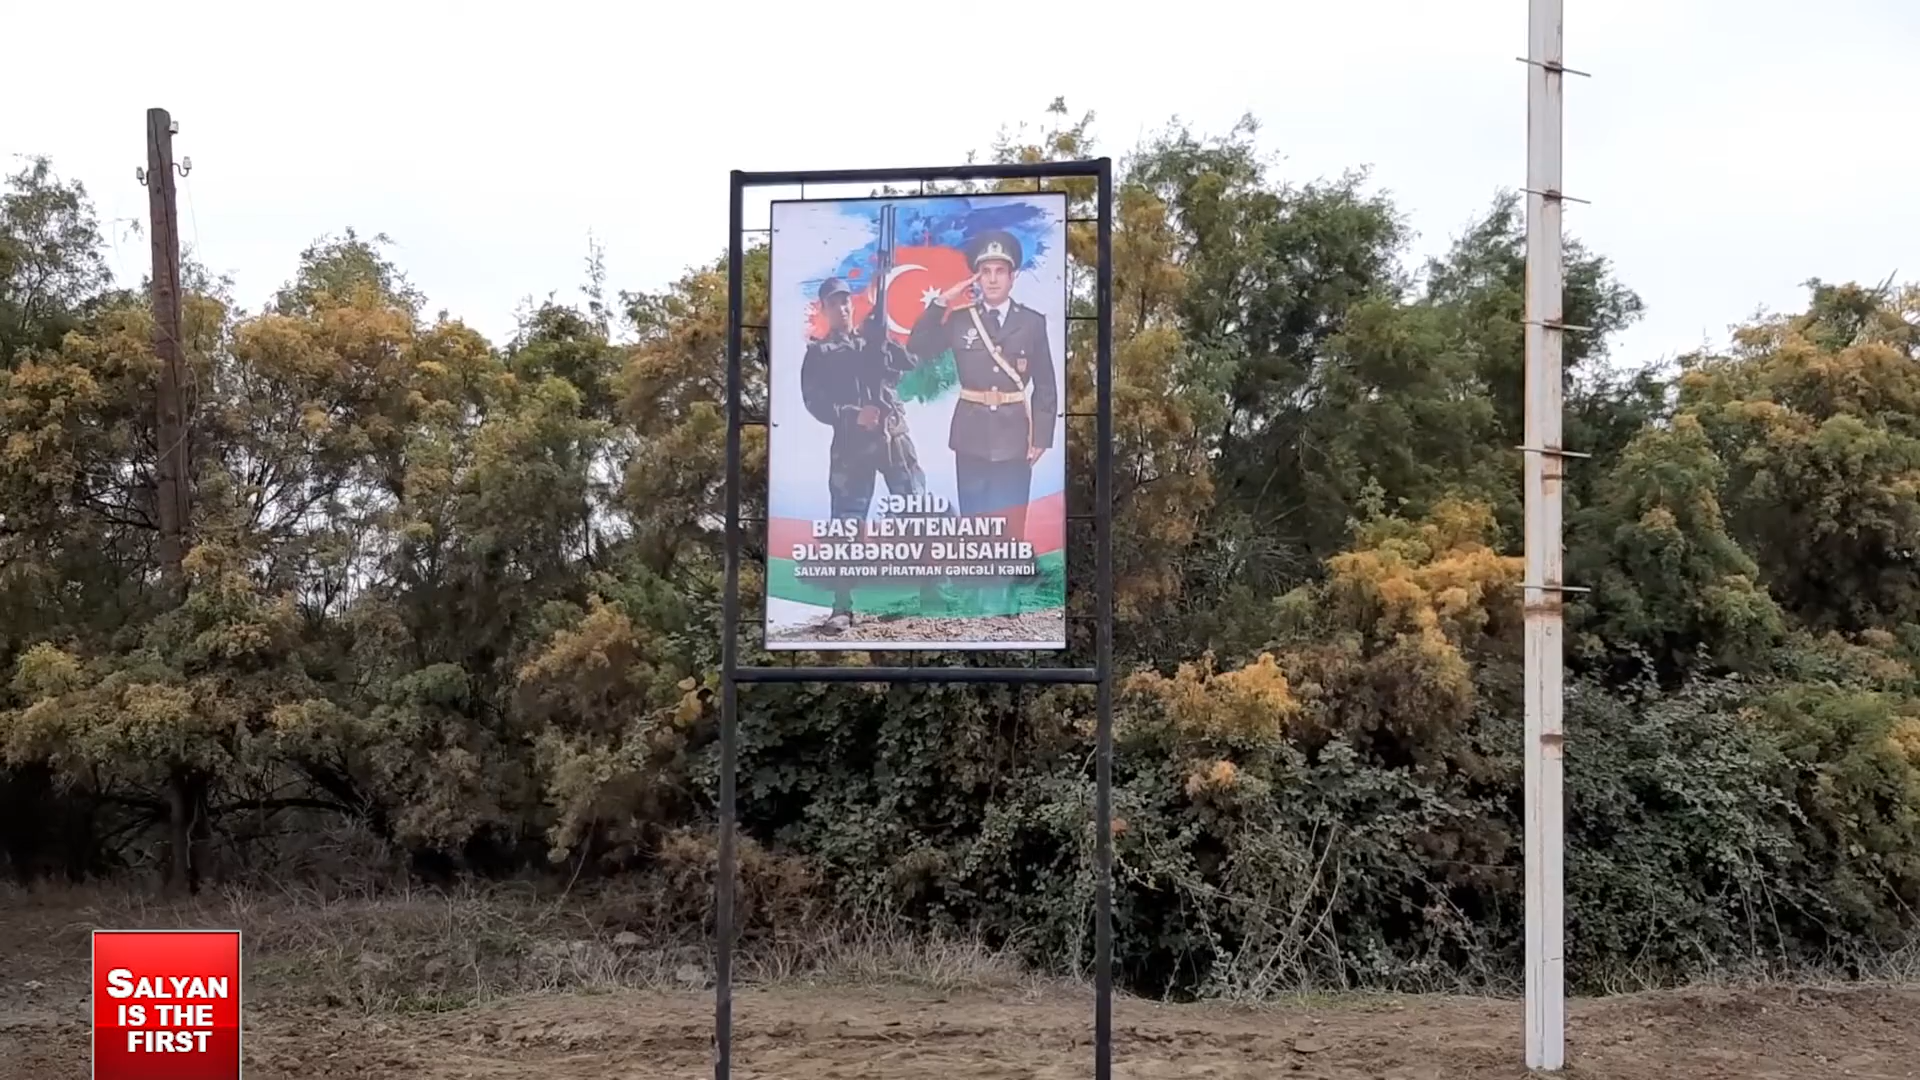 ŞƏHİD
BAŞ LEYTENANT
ƏLƏKBƏROV ƏLİSAHİB
SALYAN RAYON PİRATMAN GƏNCƏLİ KƏNDİ
SALYAN
IS THE
FIRST